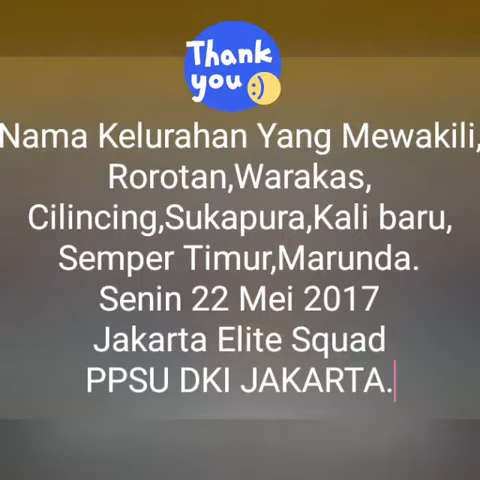 Thank
you
Nama Kelurahan Yang Mewakili,
Rorotan,Warakas,
Cilincing,Sukapura,Kali baru,
Semper Timur,Marunda.
Senin 22 Mei 2017
Jakarta Elite Squad
PPSU DKI JAKARTA.